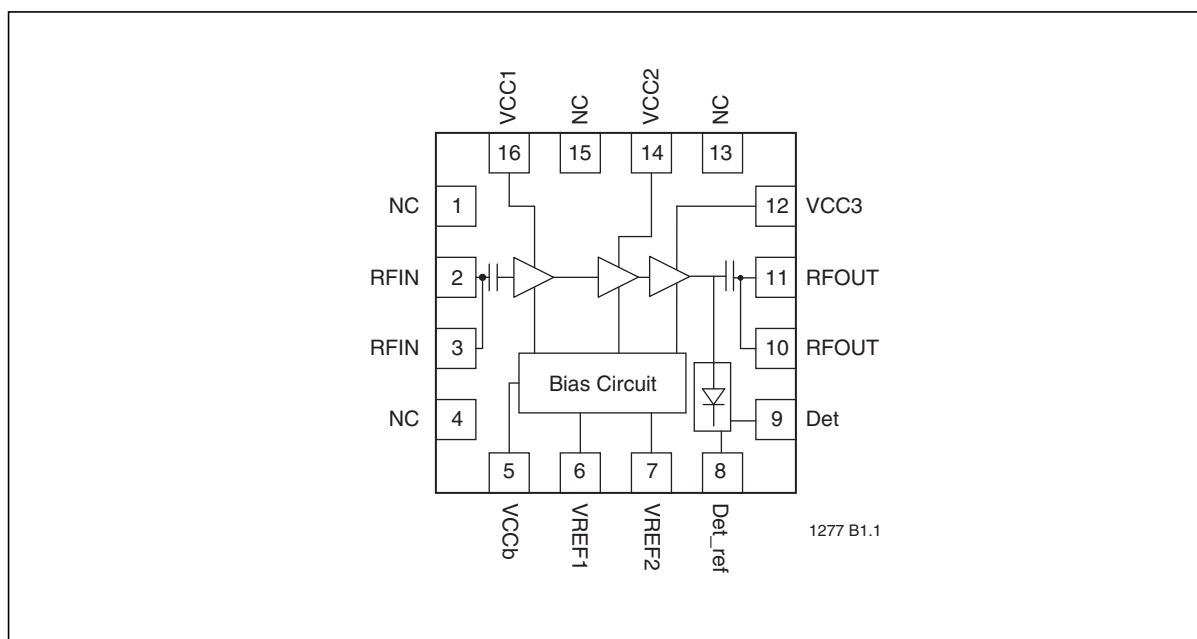 VCC1
NC
VCC2
NC
16
15
14
13
NC
1
12
VCC3
RFIN
2
11
RFOUT
RFIN
3
10
RFOUT
Bias Circuit
NC
4
9
Det
5
6
7
8
VCCb
VREF1
VREF2
Det_ref
1277 B1.1